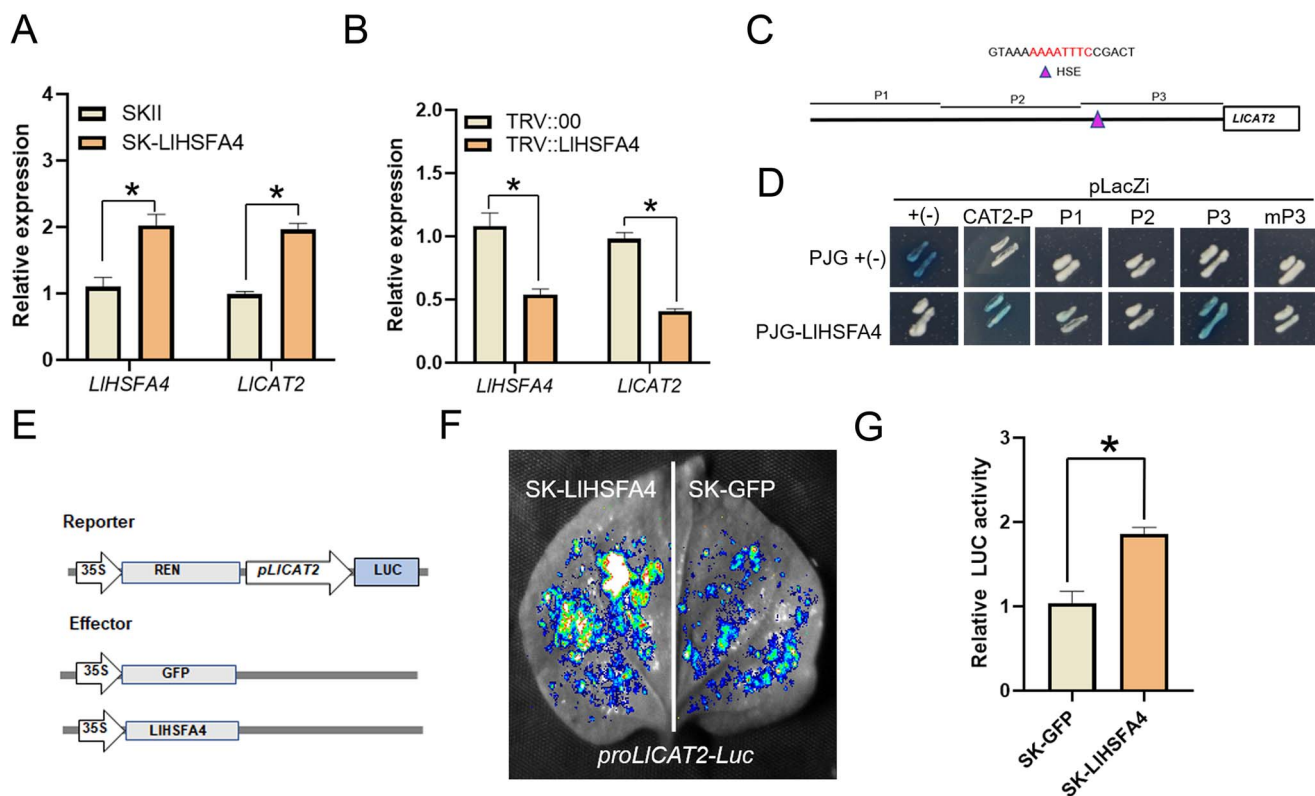 A
Relative expression
4
3
2
1
0
SKII
SK-LlHSFA4
*
*
LlHSFA4
LlCAT2
B
Relative expression
1.5
1.0
0.5
0.0
TRV::00
TRV::LlHSFA4
*
*
LlHSFA4
LlCAT2
C
GTAAAAAAATTTCCGACT
HSE
P1
P2
P3
LlCAT2
D
pLacZi
+(-) CAT2-P P1 P2 P3 mP3
PJG +(-)
PJG-LlHSFA4
E
Reporter
35S REN pLlCAT2 LUC
Effector
35S GFP
35S LlHSFA4
F
SK-LlHSFA4 SK-GFP
proLlCAT2-Luc
G
Relative LUC activity
3
2
1
0
*
SK-GFP
SK-LlHSFA4